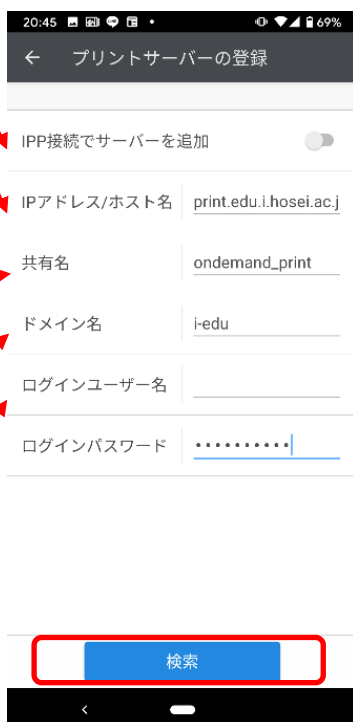 20:45 69%
← プリントサーバーの登録
IPP接続でサーバーを追加
IPアドレス/ホスト名 print.edu.i.hosei.ac.j
共有名 ondemand_print
ドメイン名 i-edu
ログインユーザー名
ログインパスワード ••••••••••
検索